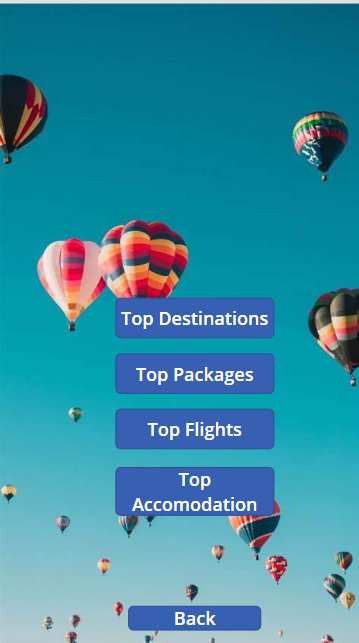 Top Destinations
Top Packages
Top Flights
Top
Accomodation
Back